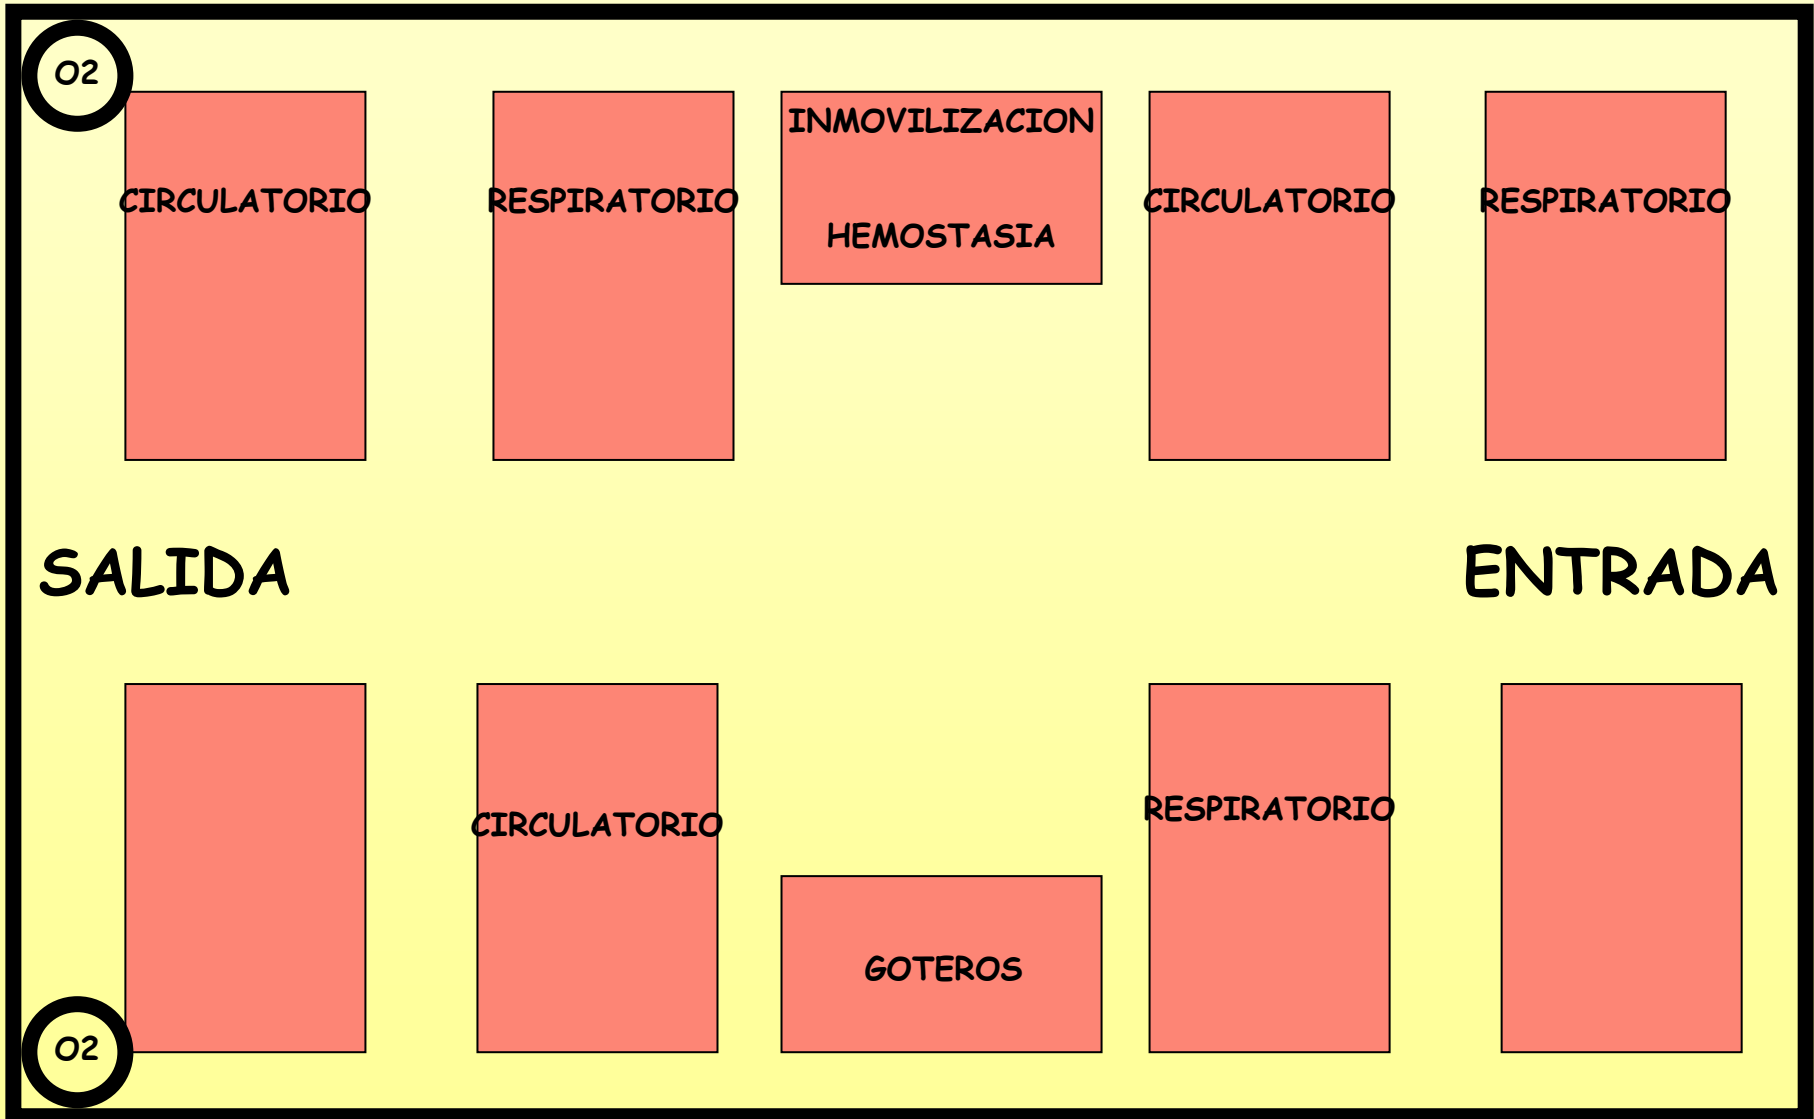 O2
INMOVILIZACION
CIRCULATORIO
RESPIRATORIO
HEMOSTASIA
CIRCULATORIO
RESPIRATORIO
SALIDA
ENTRADA
CIRCULATORIO
RESPIRATORIO
GOTEROS
O2